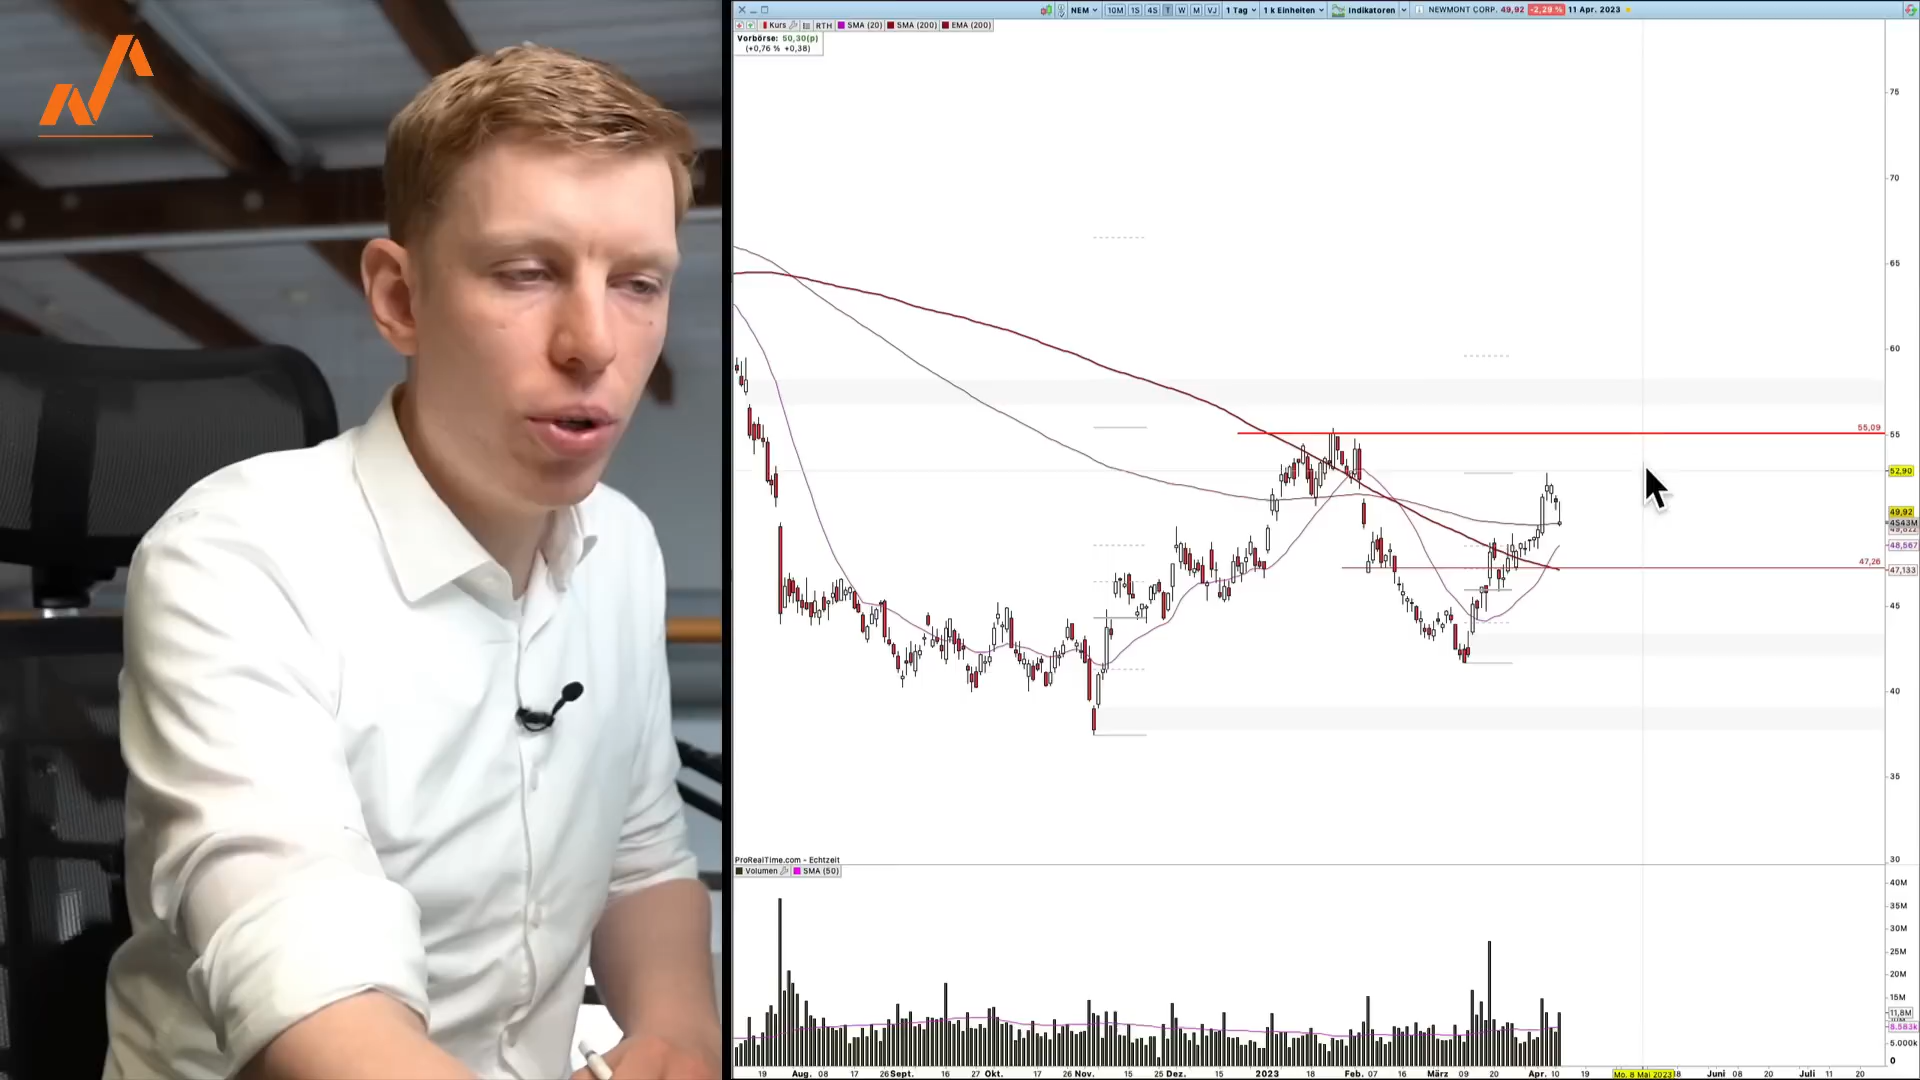 NEM
10M 1S 4S T W M VJ
1 Tag
1 k Einheiten
Indikatoren
NEWMONT CORP. 49,92 -2,29 % 11 Apr. 2023
Kurs
RTH
SMA (20)
SMA (200)
EMA (200)
Vorbörse: 50,30(p)
(+0,76 % +0,38)
75
70
65
60
55,09
55
52,90
49,92
4543M
48,567
47,26
47,133
45
40
35
30
ProRealTime.com - Echtzeit
Volumen
SMA (50)
40M
35M
30M
25M
20M
15M
11,8M
8.583k
5.000k
0
19 Aug. 08 17 26 Sept. 08 17 27 Okt. 17 26 Nov. 15 25 Dez. 15 2023 18 Feb. 07 16 März 09 20 Apr. 10 19 Mo. 8 Mai 2023 Juni 08 20 Juli 11 20